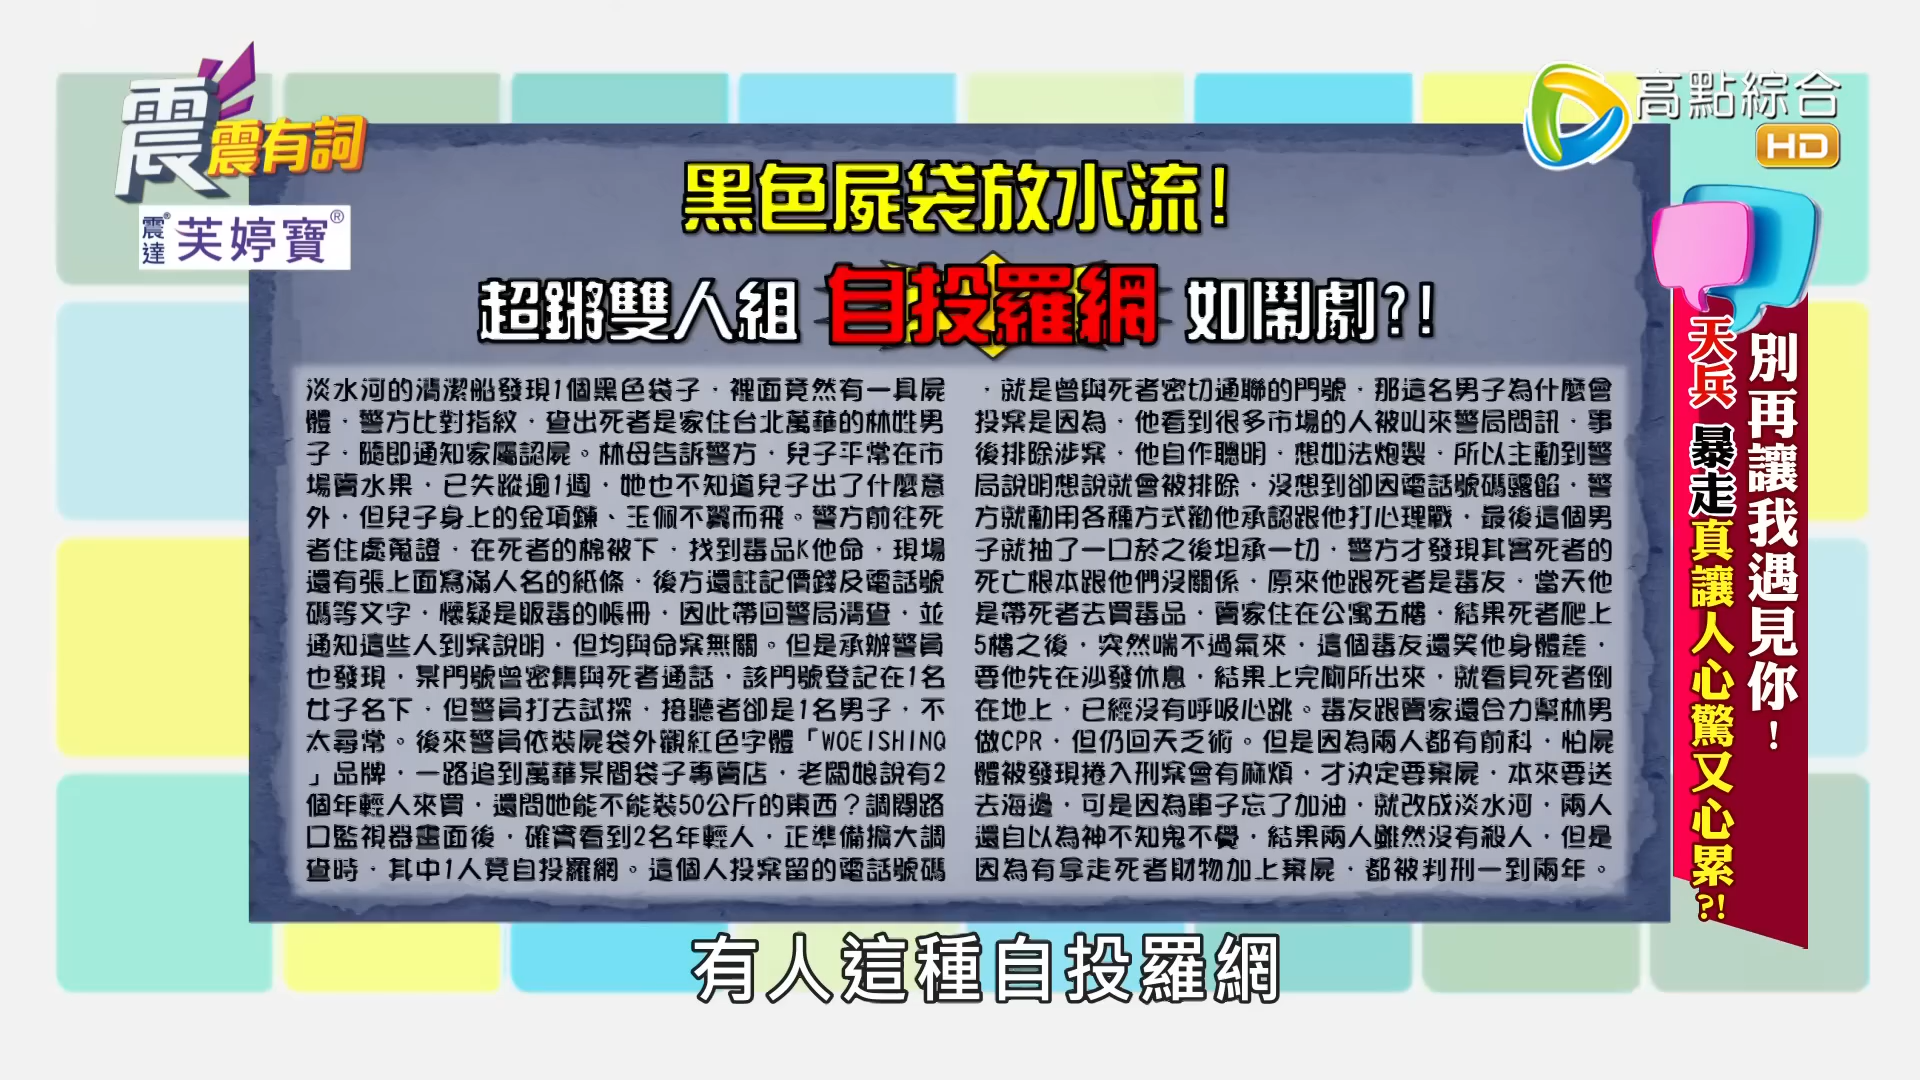 震震有詞
震達®芙婷寶®
高點綜合
HD
黑色屍袋放水流!
超鏘雙人組 自投羅網 如鬧劇?!
淡水河的清潔船發現1個黑色袋子，裡面竟然有一具屍
體，警方比對指紋，查出死者是家住台北萬華的林姓男
子，隨即通知家屬認屍。林母告訴警方，兒子平常在市
場賣水果，已失蹤逾1週，她也不知道兒子出了什麼意
外，但兒子身上的金項鍊、玉佩不翼而飛。警方前往死
者住處蒐證，在死者的棉被下，找到毒品K他命，現場
還有張上面寫滿人名的紙條，後方還註記價錢及電話號
碼等文字，懷疑是販毒的帳冊，因此帶回警局清查，並
通知這些人到案說明，但均與命案無關。但是承辦警員
也發現，某門號曾密集與死者通話，該門號登記在1名
女子名下，但警員打去試探，接聽者卻是1名男子，不
太尋常。後來警員依裝屍袋外觀紅色字體「WOEISHINQ
」品牌，一路追到萬華某間袋子專賣店，老闆娘說有2
個年輕人來買，還問她能不能裝50公斤的東西？調閱路
口監視器畫面後，確實看到2名年輕人，正準備擴大調
查時，其中1人竟自投羅網。這個人投案留的電話號碼
，就是曾與死者密切通聯的門號，那這名男子為什麼會
投案是因為，他看到很多市場的人被叫來警局問訊，事
後排除涉案，他自作聰明，想如法炮製，所以主動到警
局說明想說就會被排除，沒想到卻因電話號碼露餡，警
方就動用各種方式勸他承認跟他打心理戰，最後這個男
子就抽了一口菸之後坦承一切，警方才發現其實死者的
死亡根本跟他們沒關係，原來他跟死者是毒友，當天他
是帶死者去買毒品，賣家住在公寓五樓，結果死者爬上
5樓之後，突然喘不過氣來，這個毒友還笑他身體差，
要他先在沙發休息，結果上完廁所出來，就看見死者倒
在地上，已經沒有呼吸心跳。毒友跟賣家還合力幫林男
做CPR，但仍回天乏術。但是因為兩人都有前科，怕屍
體被發現捲入刑案會有麻煩，才決定要棄屍，本來要送
去海邊，可是因為車子忘了加油，就改成淡水河，兩人
還自以為神不知鬼不覺，結果兩人雖然沒有殺人，但是
因為有拿走死者財物加上棄屍，都被判刑一到兩年。
別再讓我遇見你！
天兵 暴走真讓人心驚又心累?!
有人這種自投羅網